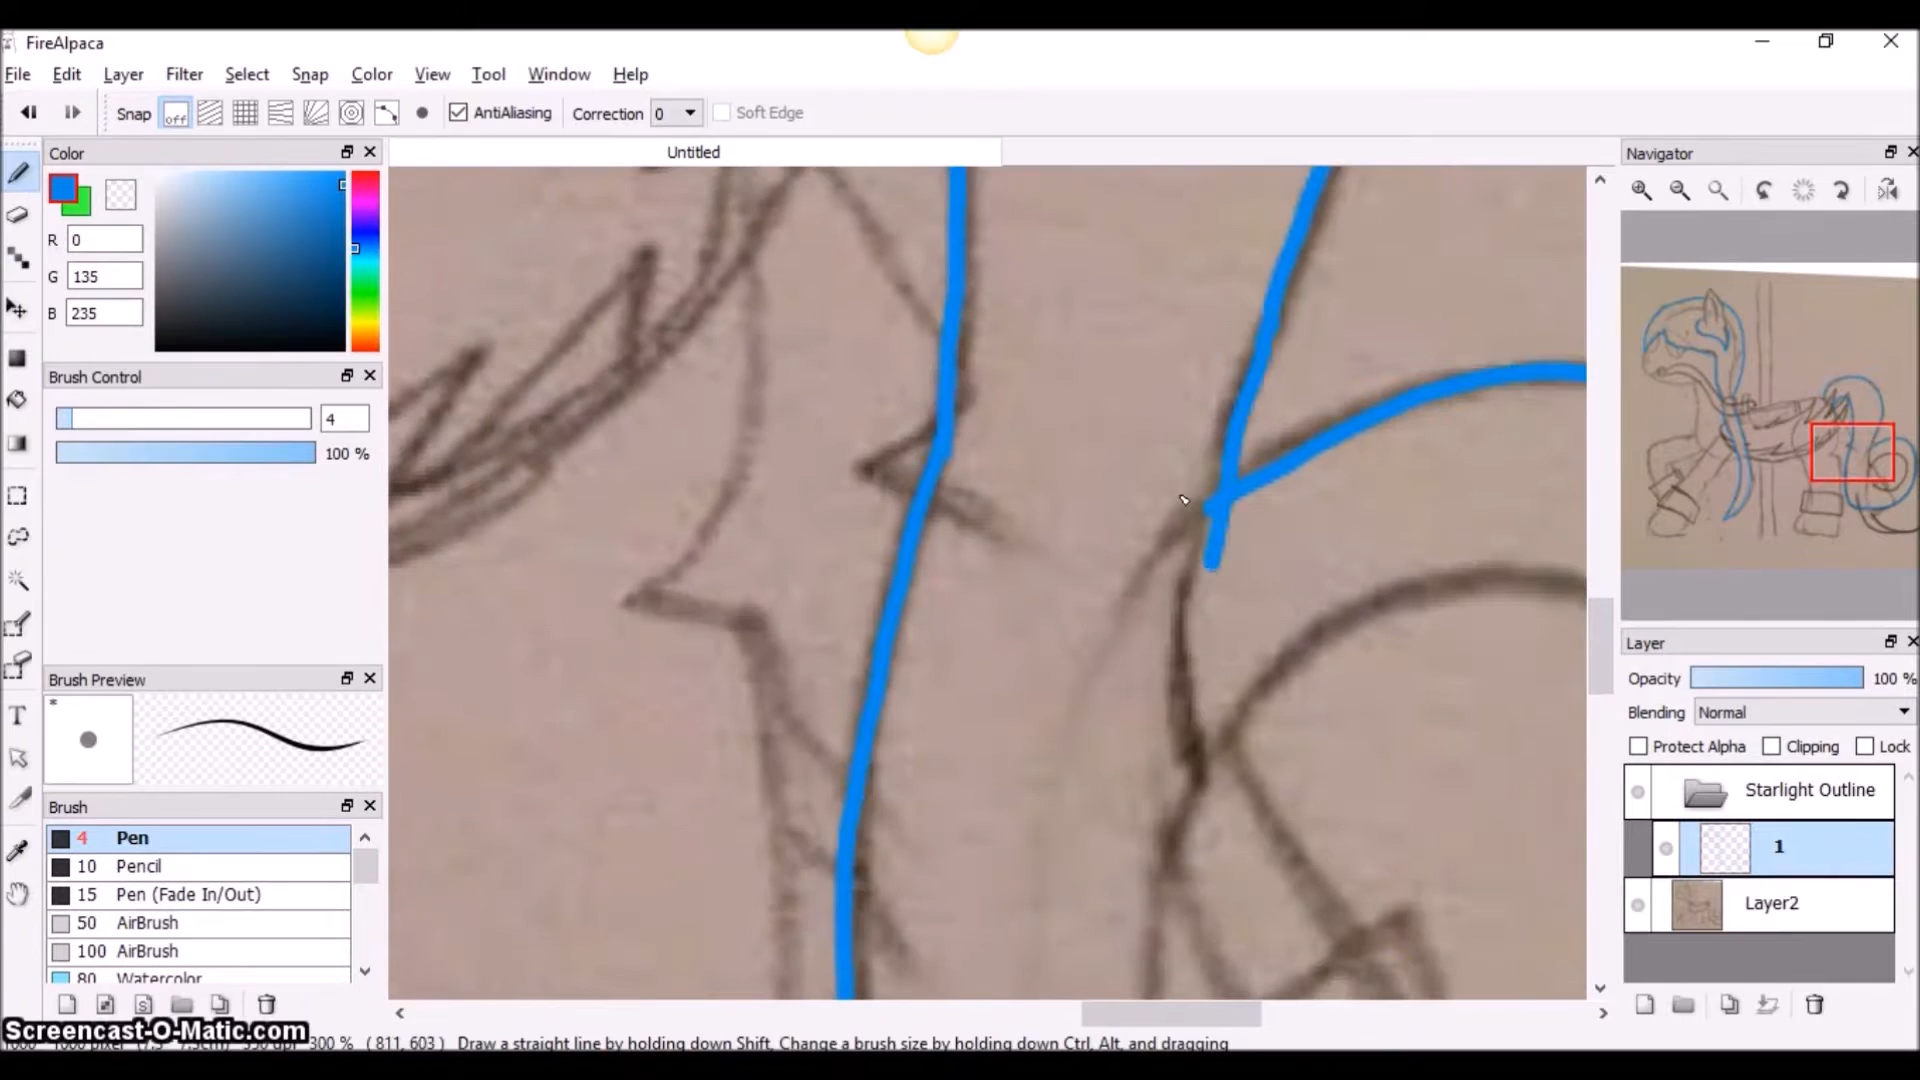 FireAlpaca
File Edit Layer Filter Select Snap Color View Tool Window Help
Snap off AntiAliasing Correction 0 Soft Edge
Color
Untitled
Navigator
R 0
G 135
B 235
Brush Control
4
100 %
Brush Preview
*
Brush
4 Pen
10 Pencil
15 Pen (Fade In/Out)
50 AirBrush
100 AirBrush
80 Watercolor
Layer
Opacity 100 %
Blending Normal
Protect Alpha Clipping Lock
Starlight Outline
1
Layer2
T
Screencast-O-Matic.com
300 % ( 811, 603 ) Draw a straight line by holding down Shift, Change a brush size by holding down Ctrl, Alt, and dragging